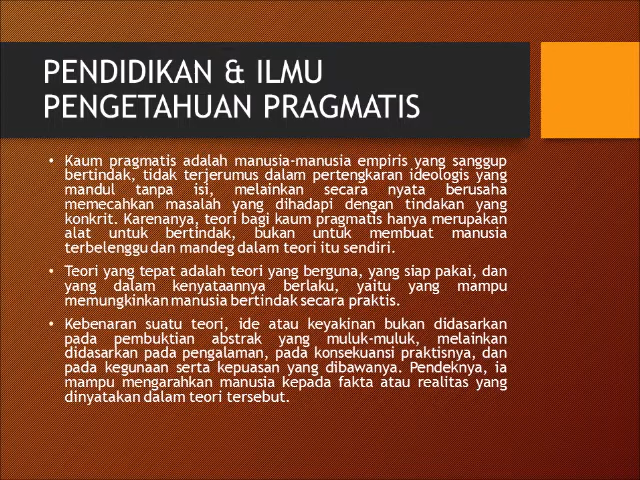 PENDIDIKAN & ILMU
PENGETAHUAN PRAGMATIS
• Kaum pragmatis adalah manusia-manusia empiris yang sanggup
bertindak, tidak terjerumus dalam pertengkaran ideologis yang
mandul tanpa isi, melainkan secara nyata berusaha
memecahkan masalah yang dihadapi dengan tindakan yang
konkrit. Karenanya, teori bagi kaum pragmatis hanya merupakan
alat untuk bertindak, bukan untuk membuat manusia
terbelenggu dan mandeg dalam teori itu sendiri.
• Teori yang tepat adalah teori yang berguna, yang siap pakai, dan
yang dalam kenyataannya berlaku, yaitu yang mampu
memungkinkan manusia bertindak secara praktis.
• Kebenaran suatu teori, ide atau keyakinan bukan didasarkan
pada pembuktian abstrak yang muluk-muluk, melainkan
didasarkan pada pengalaman, pada konsekuansi praktisnya, dan
pada kegunaan serta kepuasan yang dibawanya. Pendeknya, ia
mampu mengarahkan manusia kepada fakta atau realitas yang
dinyatakan dalam teori tersebut.